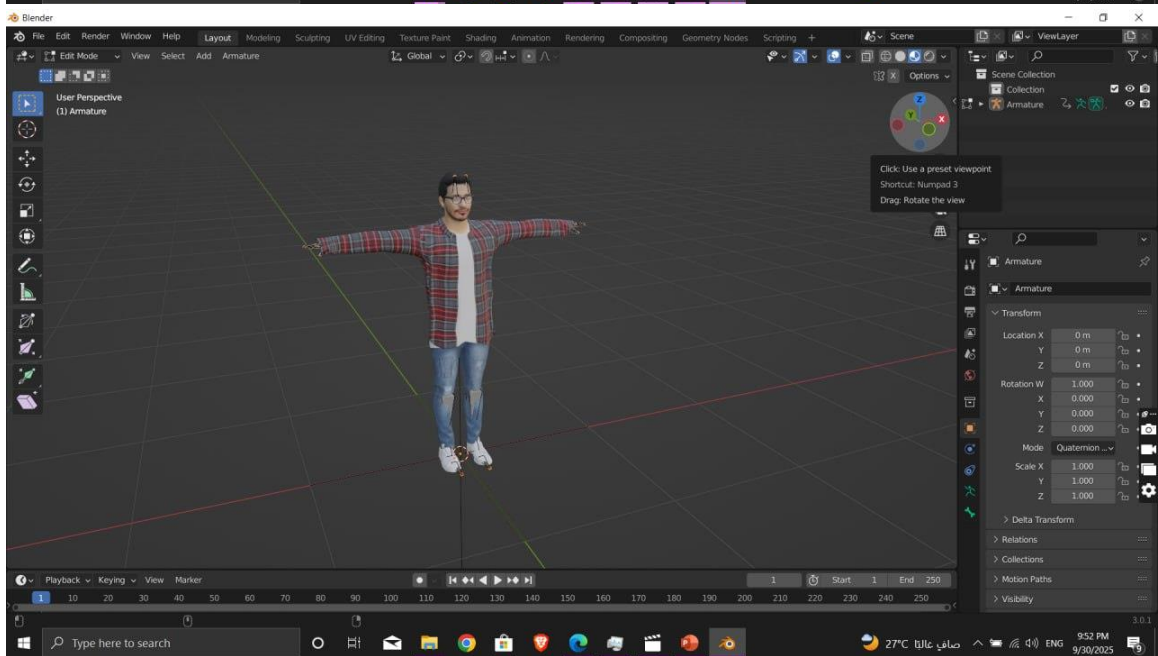 Blender
File Edit Render Window Help Layout Modeling Sculpting UV Editing Texture Paint Shading Animation Rendering Compositing Geometry Nodes Scripting + Scene ViewLayer
Edit Mode View Select Add Armature Global
Options
User Perspective
(1) Armature
Z
Y
X
Click: Use a preset viewpoint
Shortcut: Numpad 3
Drag: Rotate the view
Scene Collection
Collection
Armature
Armature
Armature
Transform
Location X 0 m
Y 0 m
Z 0 m
Rotation W 1.000
X 0.000
Y 0.000
Z 0.000
Mode Quaternion ...
Scale X 1.000
Y 1.000
Z 1.000
Delta Transform
Relations
Collections
Motion Paths
Visibility
Playback Keying View Marker 1 Start 1 End 250
1 10 20 30 40 50 60 70 80 90 100 110 120 130 140 150 160 170 180 190 200 210 220 230 240 250
3.0.1
Type here to search
27°C صاف غالبًا
ENG
9:52 PM
9/30/2025